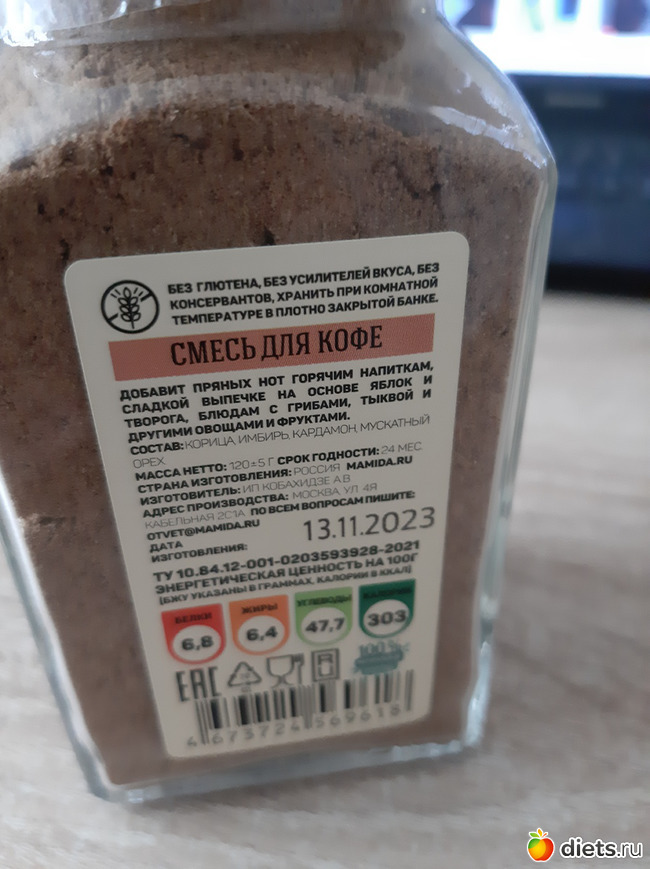 БЕЗ ГЛЮТЕНА, БЕЗ УСИЛИТЕЛЕЙ ВКУСА, БЕЗ
КОНСЕРВАНТОВ, ХРАНИТЬ ПРИ КОМНАТНОЙ
ТЕМПЕРАТУРЕ В ПЛОТНО ЗАКРЫТОЙ БАНКЕ.
СМЕСЬ ДЛЯ КОФЕ
ДОБАВИТ ПРЯНЫХ НОТ ГОРЯЧИМ НАПИТКАМ,
СЛАДКОЙ ВЫПЕЧКЕ НА ОСНОВЕ ЯБЛОК И
ТВОРОГА, БЛЮДАМ С ГРИБАМИ, ТЫКВОЙ И
ДРУГИМИ ОВОЩАМИ И ФРУКТАМИ.
СОСТАВ: КОРИЦА, ИМБИРЬ, КАРДАМОН, МУСКАТНЫЙ
ОРЕХ
МАССА НЕТТО: 120±5 Г СРОК ГОДНОСТИ: 24 МЕС
СТРАНА ИЗГОТОВЛЕНИЯ: РОССИЯ MAMIDA.RU
ИЗГОТОВИТЕЛЬ: ИП КОБАХИДЗЕ А В
АДРЕС ПРОИЗВОДСТВА: МОСКВА, УЛ. 4Я
КАБЕЛЬНАЯ 2С1А ПО ВСЕМ ВОПРОСАМ ПИШИТЕ:
OTVET@MAMIDA.RU
ДАТА
ИЗГОТОВЛЕНИЯ: 13.11.2023
ТУ 10.84.12-001-0203593928-2021
ЭНЕРГЕТИЧЕСКАЯ ЦЕННОСТЬ НА 100Г
(БЖУ УКАЗАНЫ В ГРАММАХ, КАЛОРИИ В ККАЛ)
БЕЛКИ ЖИРЫ УГЛЕВОДЫ КАЛОРИИ
6,8 6,4 47,7 303
EAC 100%
4 673724 569618
diets.ru